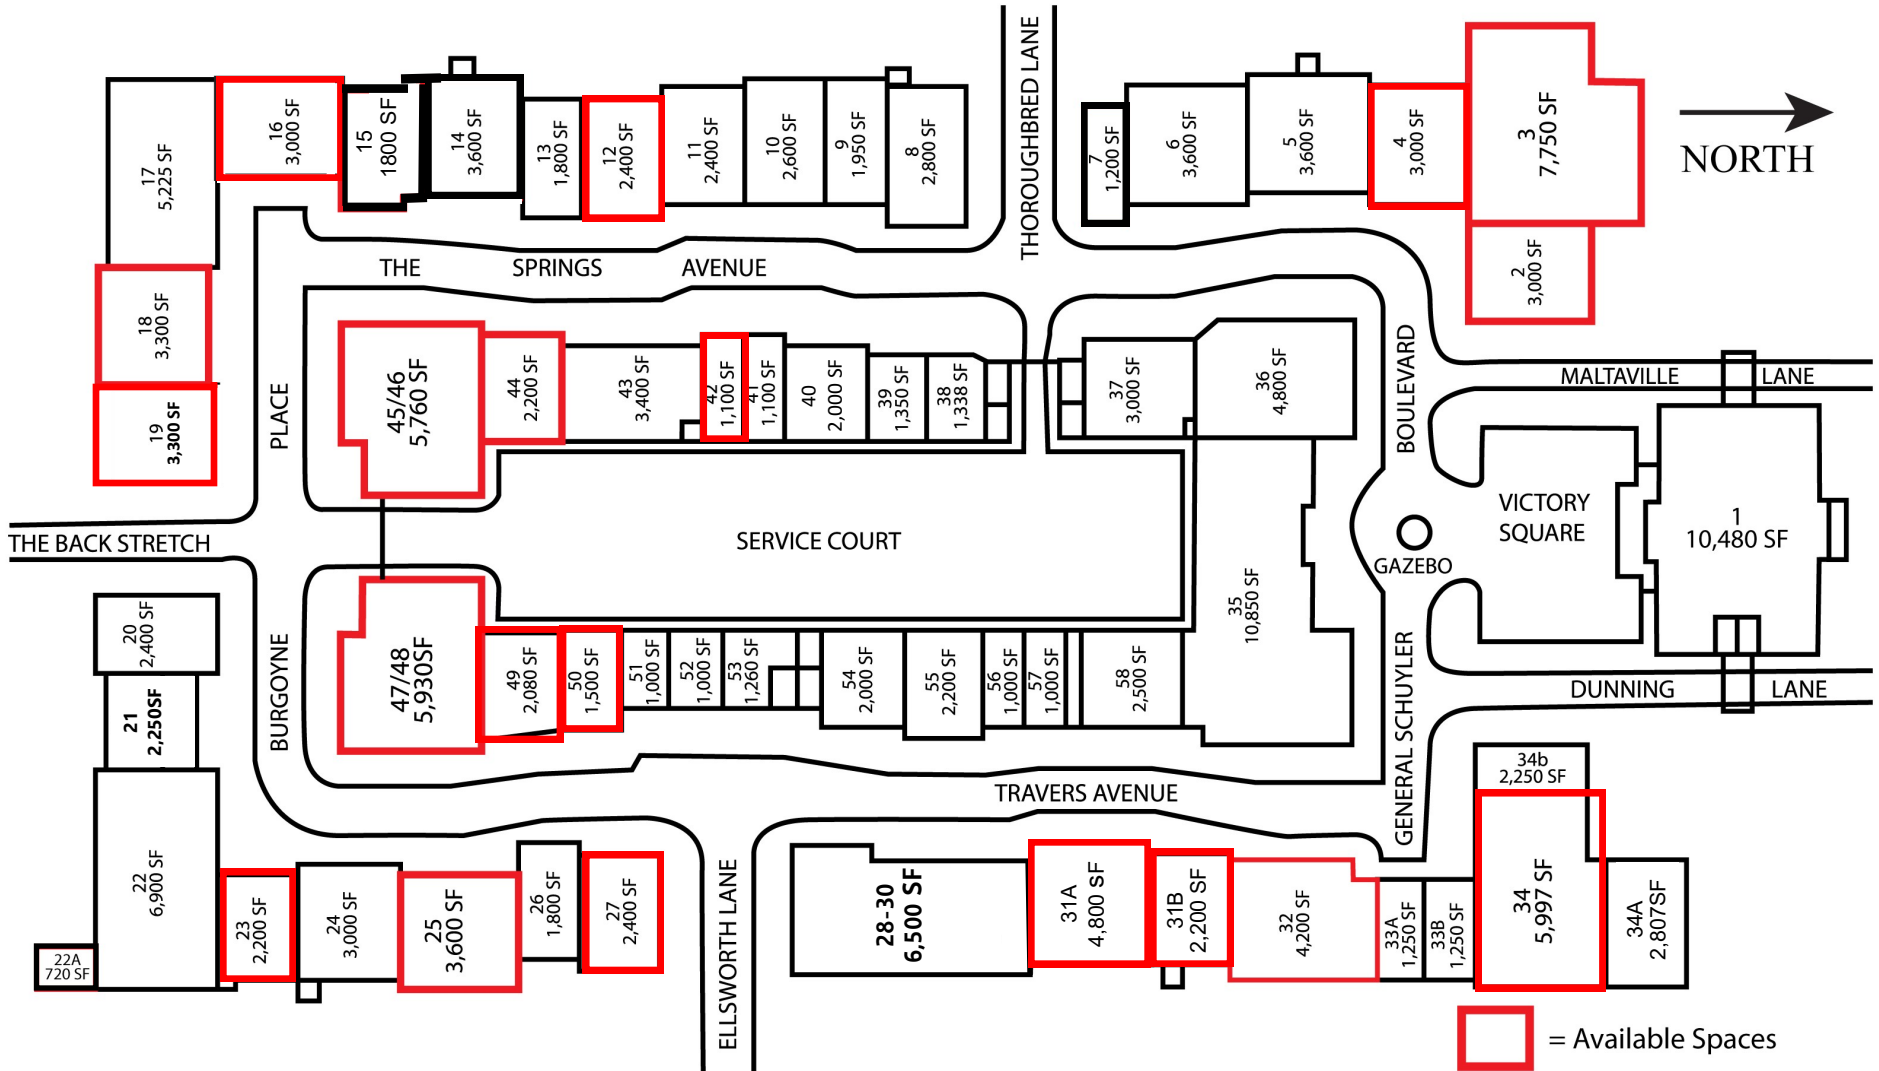 17
5,225 SF
16
3,000 SF
15
1800 SF
14
3,600 SF
13
1,800 SF
12
2,400 SF
11
2,400 SF
10
2,600 SF
9
1,950 SF
8
2,800 SF
THOROUGHBRED LANE
7
1,200 SF
6
3,600 SF
5
3,600 SF
4
3,000 SF
3
7,750 SF
NORTH
2
3,000 SF
THE SPRINGS AVENUE
18
3,300 SF
19
3,300 SF
PLACE
45/46
5,760 SF
44
2,200 SF
43
3,400 SF
42
1,100 SF
41
1,100 SF
40
2,000 SF
39
1,350 SF
38
1,338 SF
37
3,000 SF
36
4,800 SF
BOULEVARD
MALTAVILLE LANE
THE BACK STRETCH
SERVICE COURT
35
10,850 SF
GAZEBO
VICTORY
SQUARE
1
10,480 SF
20
2,400 SF
21
2,250SF
BURGOYNE
47/48
5,930SF
49
2,080 SF
50
1,500 SF
51
1,000 SF
52
1,000 SF
53
1,260 SF
54
2,000 SF
55
2,200 SF
56
1,000 SF
57
1,000 SF
58
2,500 SF
GENERAL SCHUYLER
DUNNING LANE
TRAVERS AVENUE
22
6,900 SF
22A
720 SF
23
2,200 SF
24
3,000 SF
25
3,600 SF
26
1,800 SF
27
2,400 SF
ELLSWORTH LANE
28-30
6,500 SF
31A
4,800 SF
31B
2,200 SF
32
4,200 SF
33A
1,250 SF
33B
1,250 SF
34b
2,250 SF
34
5,997 SF
34A
2,807SF
= Available Spaces